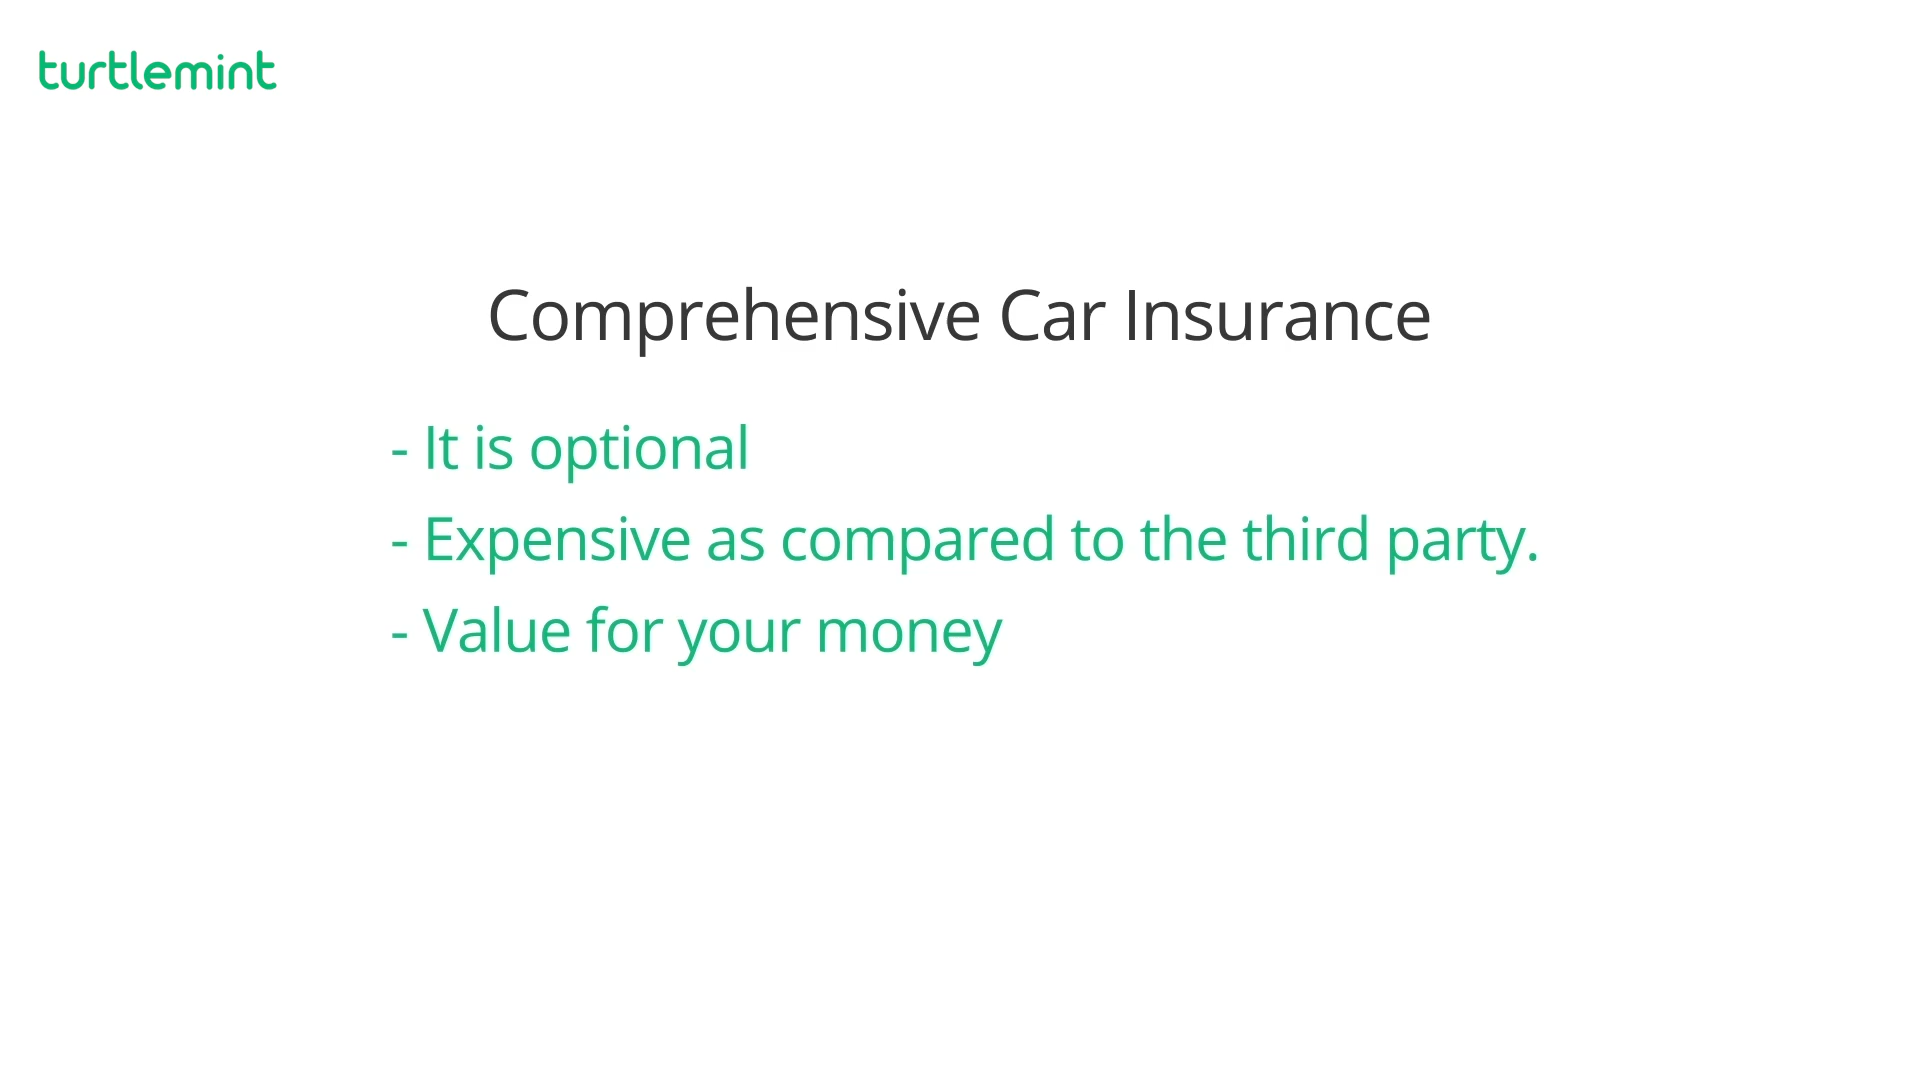 turtlemint
Comprehensive Car Insurance
- It is optional
- Expensive as compared to the third party.
- Value for your money